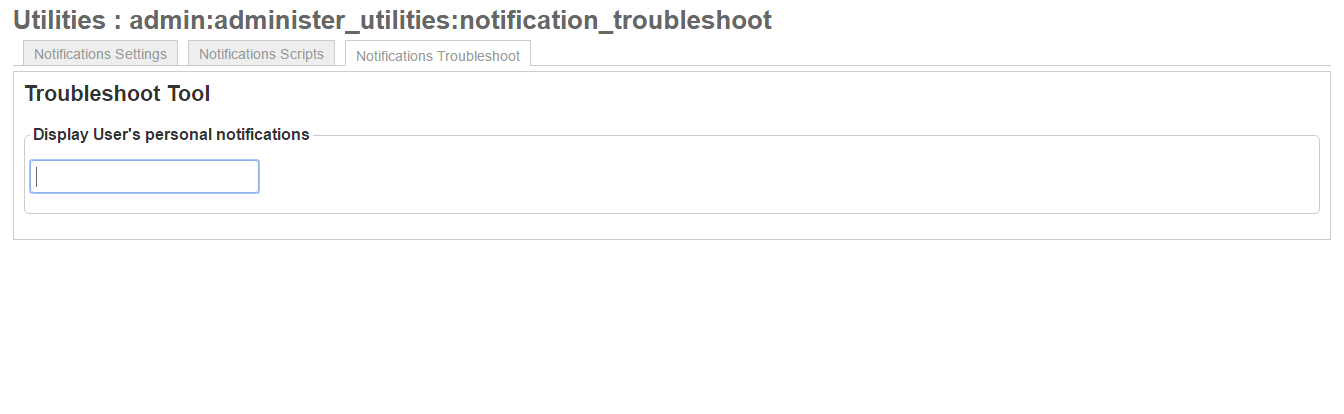 Utilities : admin:administer_utilities:notification_troubleshoot
Notifications Settings Notifications Scripts Notifications Troubleshoot
Troubleshoot Tool
Display User's personal notifications